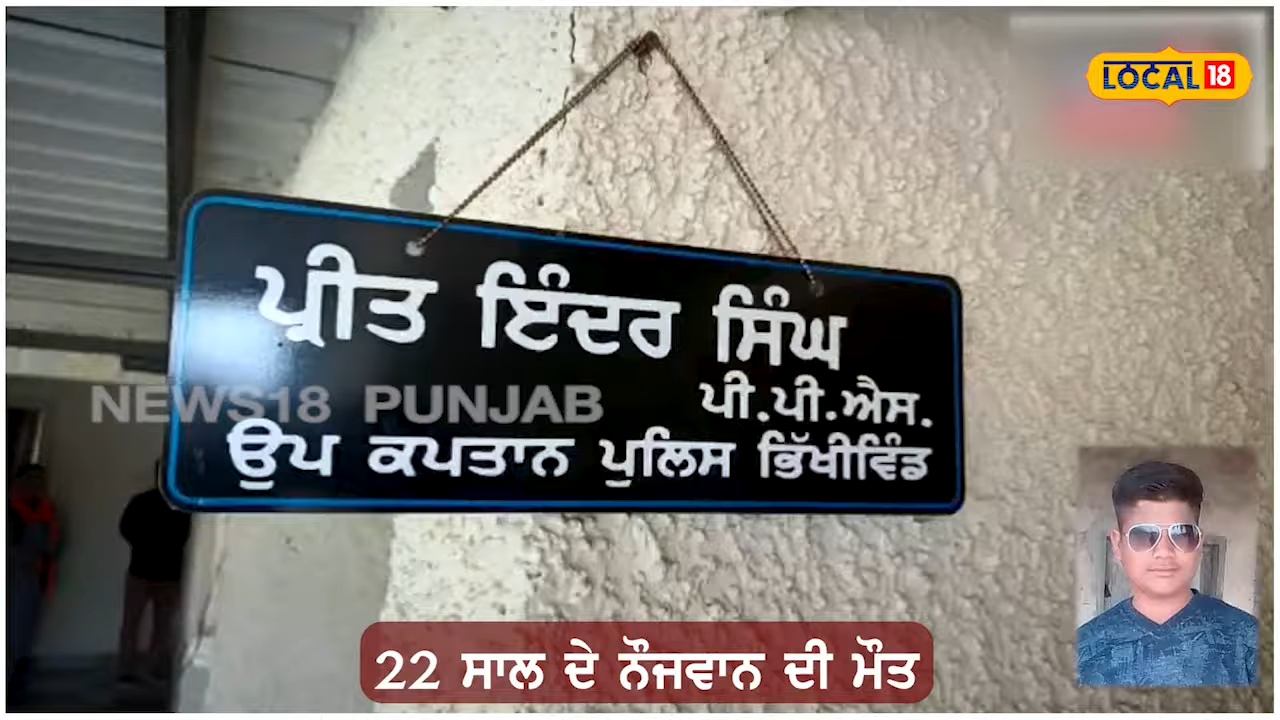 LOCAL 18
ਪ੍ਰੀਤ ਇੰਦਰ ਸਿੰਘ
ਪੀ.ਪੀ.ਐਸ.
NEWS18 PUNJAB
ਉਪ ਕਪਤਾਨ ਪੁਲਿਸ ਭਿੱਖੀਵਿੰਡ
22 ਸਾਲ ਦੇ ਨੌਜਵਾਨ ਦੀ ਮੌਤ